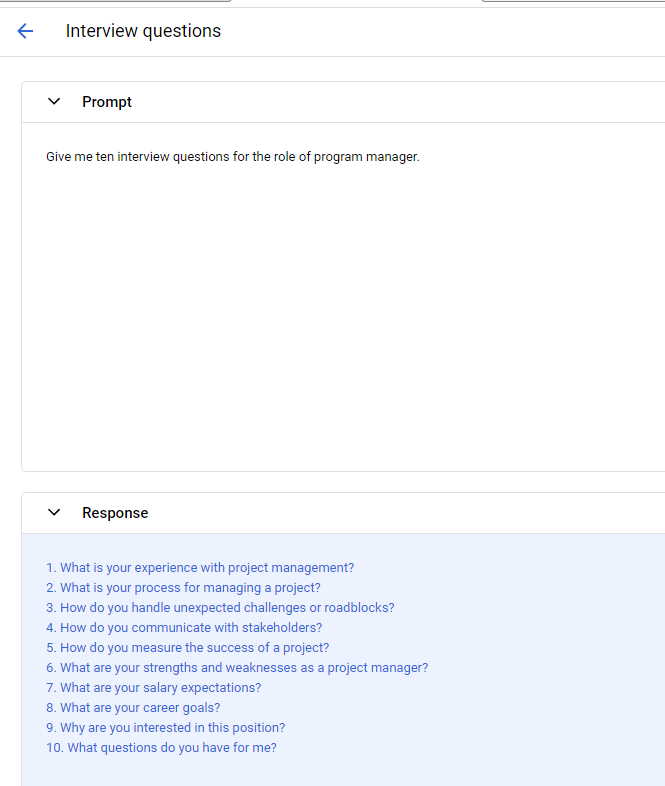 Interview questions
Prompt
Give me ten interview questions for the role of program manager.
Response
1. What is your experience with project management?
2. What is your process for managing a project?
3. How do you handle unexpected challenges or roadblocks?
4. How do you communicate with stakeholders?
5. How do you measure the success of a project?
6. What are your strengths and weaknesses as a project manager?
7. What are your salary expectations?
8. What are your career goals?
9. Why are you interested in this position?
10. What questions do you have for me?